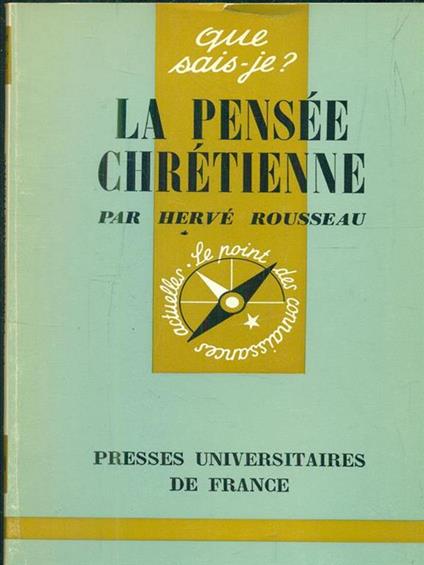 que
sais-je?
LA PENSÉE
CHRÉTIENNE
PAR HERVÉ ROUSSEAU
Le point des connaissances actuelles.
PRESSES UNIVERSITAIRES
DE FRANCE